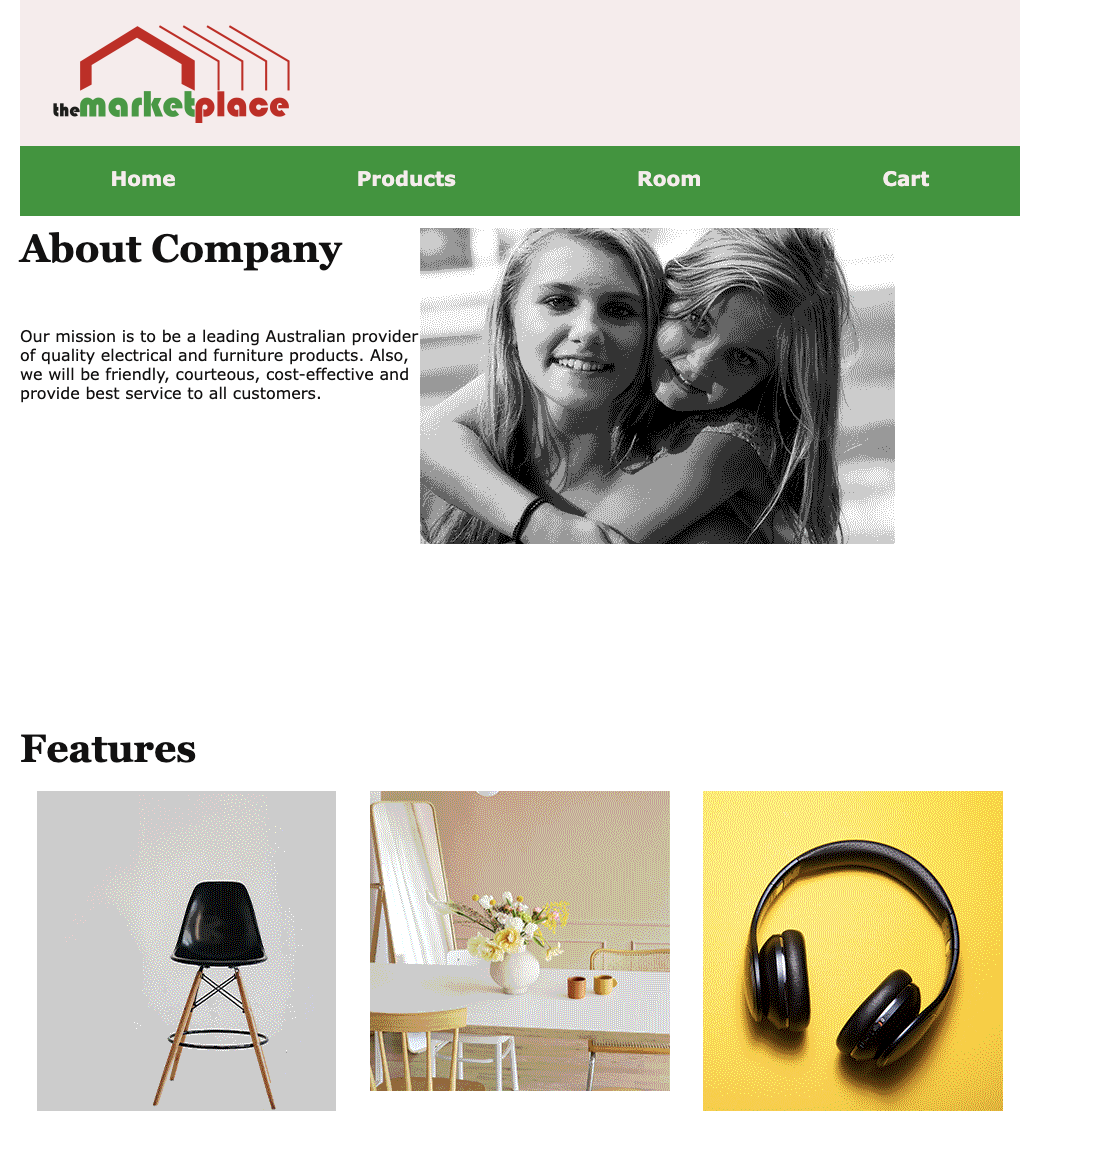 themarketplace
Home Products Room Cart
About Company
Our mission is to be a leading Australian provider
of quality electrical and furniture products. Also,
we will be friendly, courteous, cost-effective and
provide best service to all customers.
Features